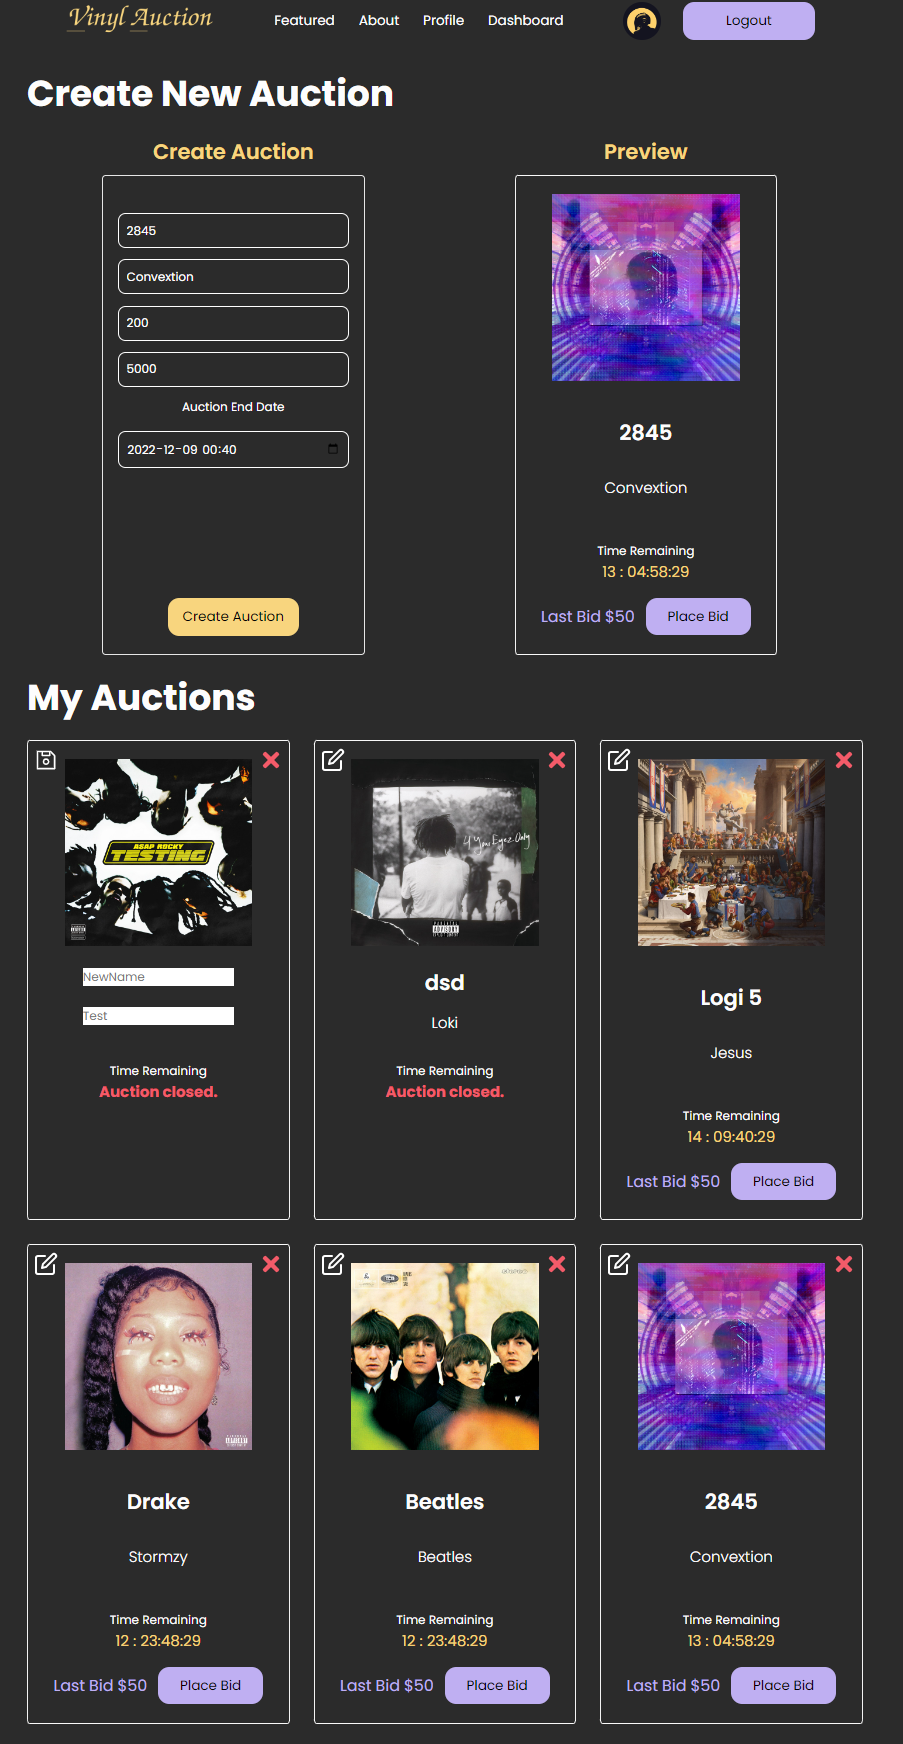 Vinyl Auction
Featured About Profile Dashboard Logout
Create New Auction
Create Auction
2845
Convextion
200
5000
Auction End Date
2022-12-09 00:40
Create Auction
Preview
2845
Convextion
Time Remaining
13 : 04:58:29
Last Bid $50 Place Bid
My Auctions
ASAP ROCKY
TESTING
NewName
Test
Time Remaining
Auction closed.
4 Your Eyez Only
dsd
Loki
Time Remaining
Auction closed.
Logi 5
Jesus
Time Remaining
14 : 09:40:29
Last Bid $50 Place Bid
Drake
Stormzy
Time Remaining
12 : 23:48:29
Last Bid $50 Place Bid
Beatles
Beatles
Time Remaining
12 : 23:48:29
Last Bid $50 Place Bid
2845
Convextion
Time Remaining
13 : 04:58:29
Last Bid $50 Place Bid